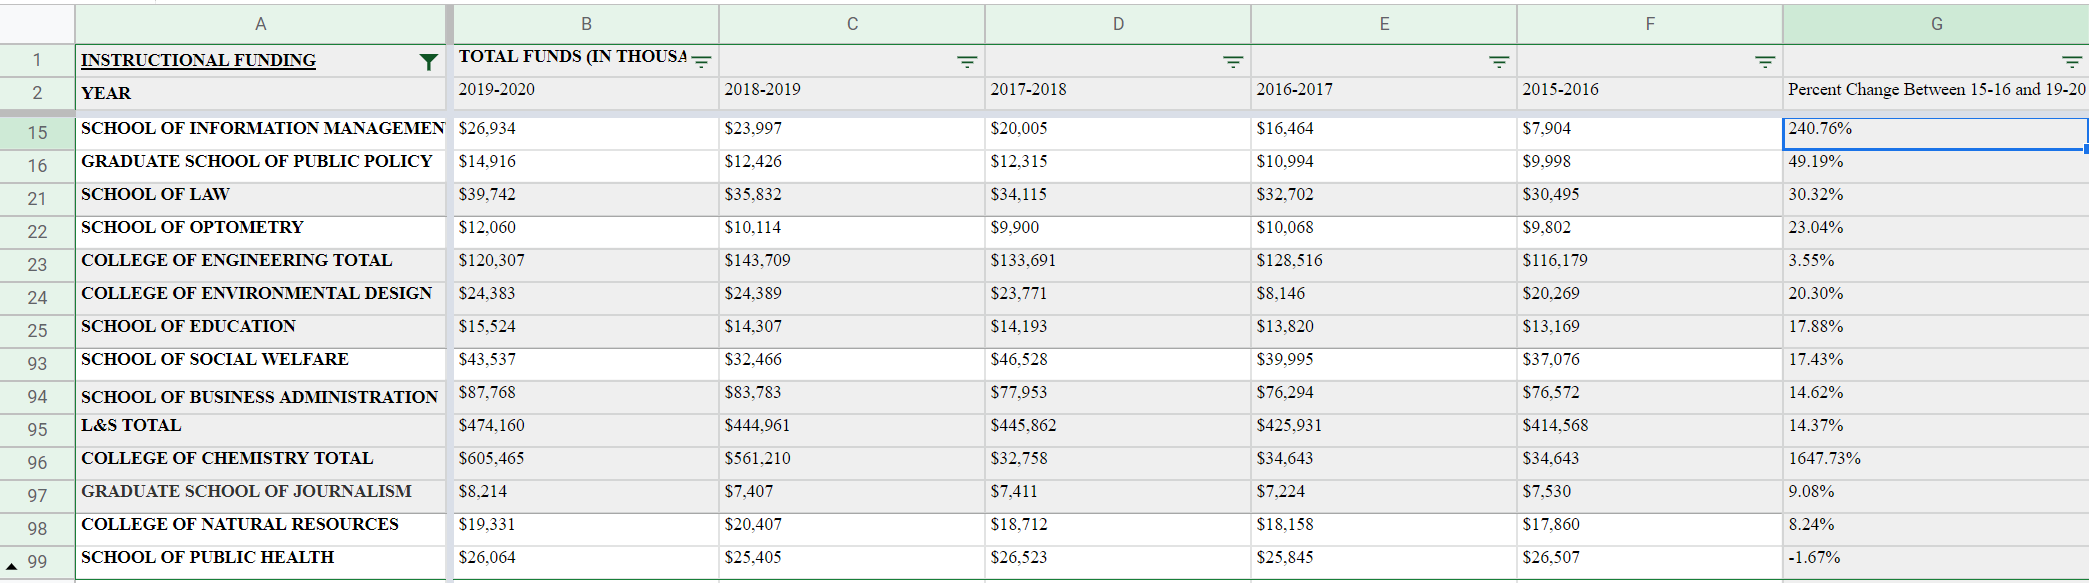 A B C D E F G
1 INSTRUCTIONAL FUNDING TOTAL FUNDS (IN THOUSA
2 YEAR 2019-2020 2018-2019 2017-2018 2016-2017 2015-2016 Percent Change Between 15-16 and 19-20
15 SCHOOL OF INFORMATION MANAGEMEN $26,934 $23,997 $20,005 $16,464 $7,904 240.76%
16 GRADUATE SCHOOL OF PUBLIC POLICY $14,916 $12,426 $12,315 $10,994 $9,998 49.19%
21 SCHOOL OF LAW $39,742 $35,832 $34,115 $32,702 $30,495 30.32%
22 SCHOOL OF OPTOMETRY $12,060 $10,114 $9,900 $10,068 $9,802 23.04%
23 COLLEGE OF ENGINEERING TOTAL $120,307 $143,709 $133,691 $128,516 $116,179 3.55%
24 COLLEGE OF ENVIRONMENTAL DESIGN $24,383 $24,389 $23,771 $8,146 $20,269 20.30%
25 SCHOOL OF EDUCATION $15,524 $14,307 $14,193 $13,820 $13,169 17.88%
93 SCHOOL OF SOCIAL WELFARE $43,537 $32,466 $46,528 $39,995 $37,076 17.43%
94 SCHOOL OF BUSINESS ADMINISTRATION $87,768 $83,783 $77,953 $76,294 $76,572 14.62%
95 L&S TOTAL $474,160 $444,961 $445,862 $425,931 $414,568 14.37%
96 COLLEGE OF CHEMISTRY TOTAL $605,465 $561,210 $32,758 $34,643 $34,643 1647.73%
97 GRADUATE SCHOOL OF JOURNALISM $8,214 $7,407 $7,411 $7,224 $7,530 9.08%
98 COLLEGE OF NATURAL RESOURCES $19,331 $20,407 $18,712 $18,158 $17,860 8.24%
99 SCHOOL OF PUBLIC HEALTH $26,064 $25,405 $26,523 $25,845 $26,507 -1.67%